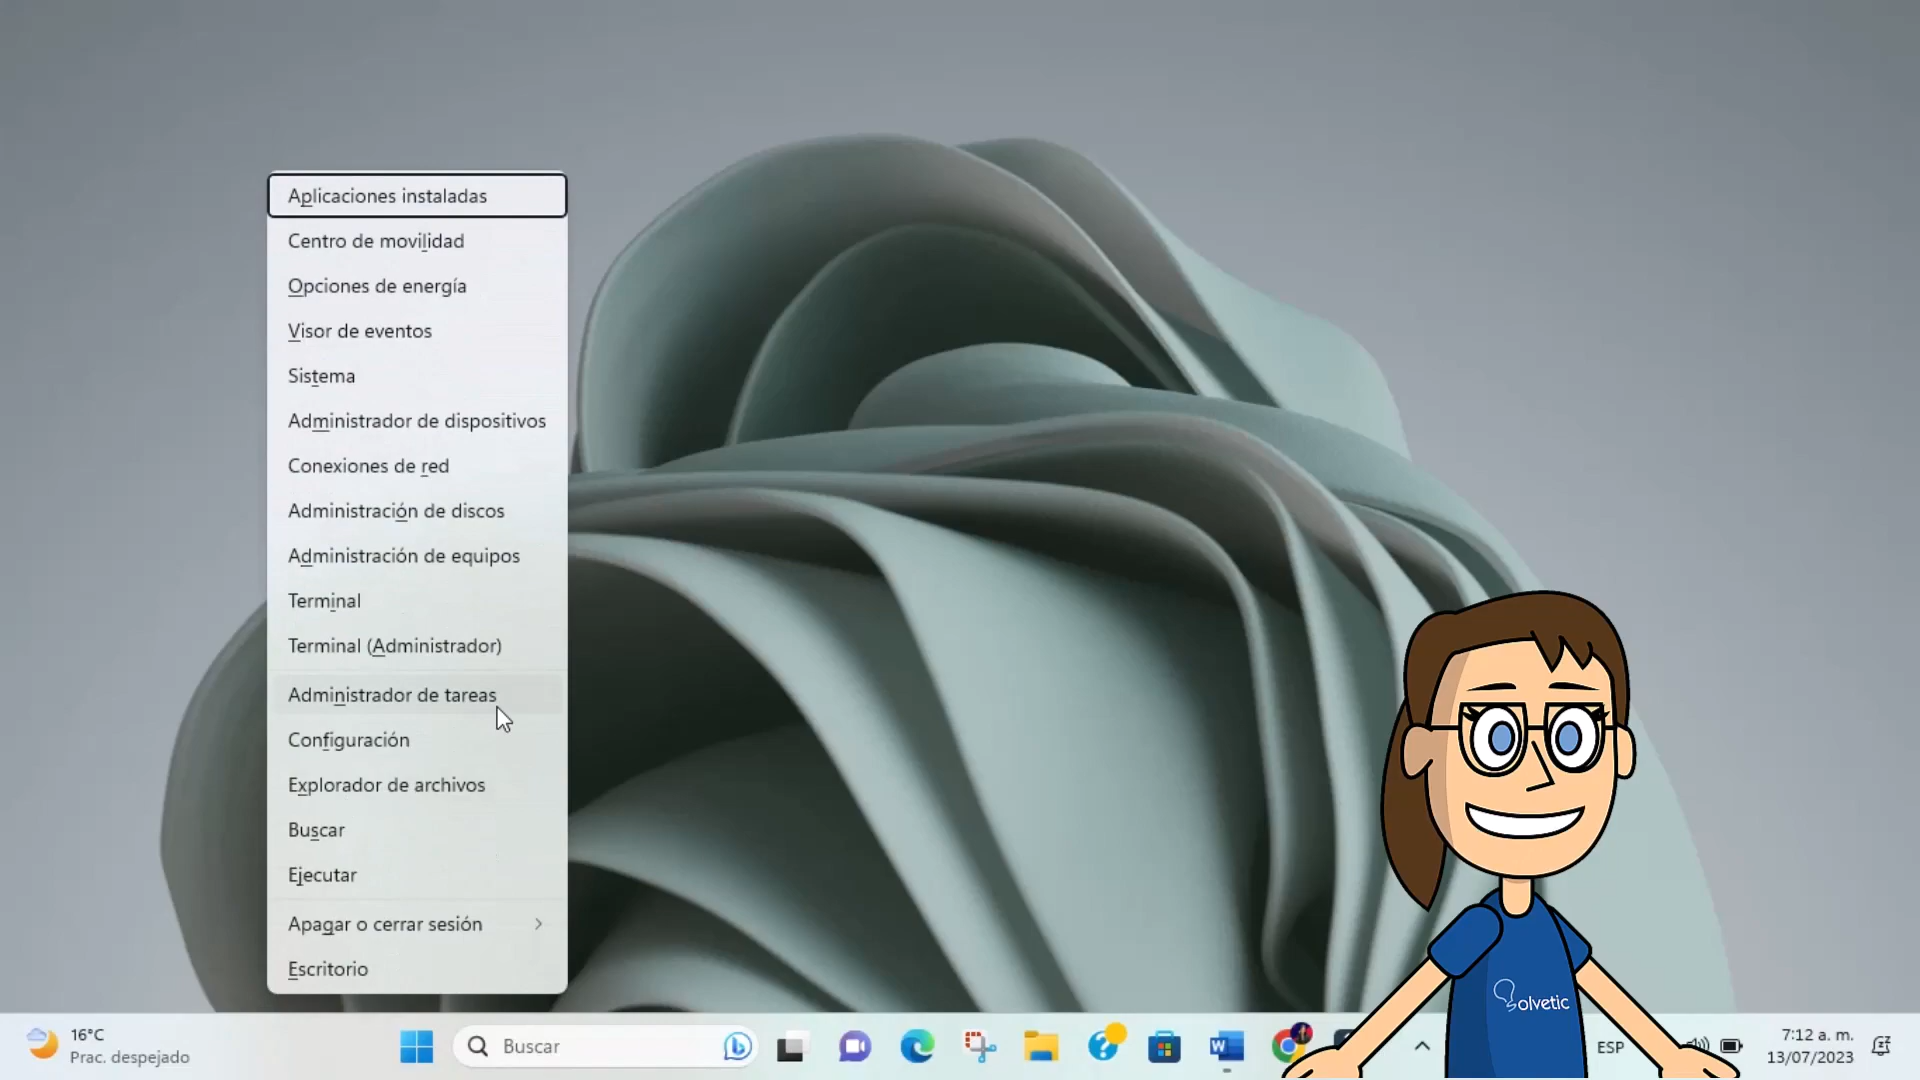 Aplicaciones instaladas
Centro de movilidad
Opciones de energía
Visor de eventos
Sistema
Administrador de dispositivos
Conexiones de red
Administración de discos
Administración de equipos
Terminal
Terminal (Administrador)
Administrador de tareas
Configuración
Explorador de archivos
Buscar
Ejecutar
Apagar o cerrar sesión
Escritorio
olvetic
16°C
Prac. despejado
Buscar
ESP
7:12 a. m.
13/07/2023